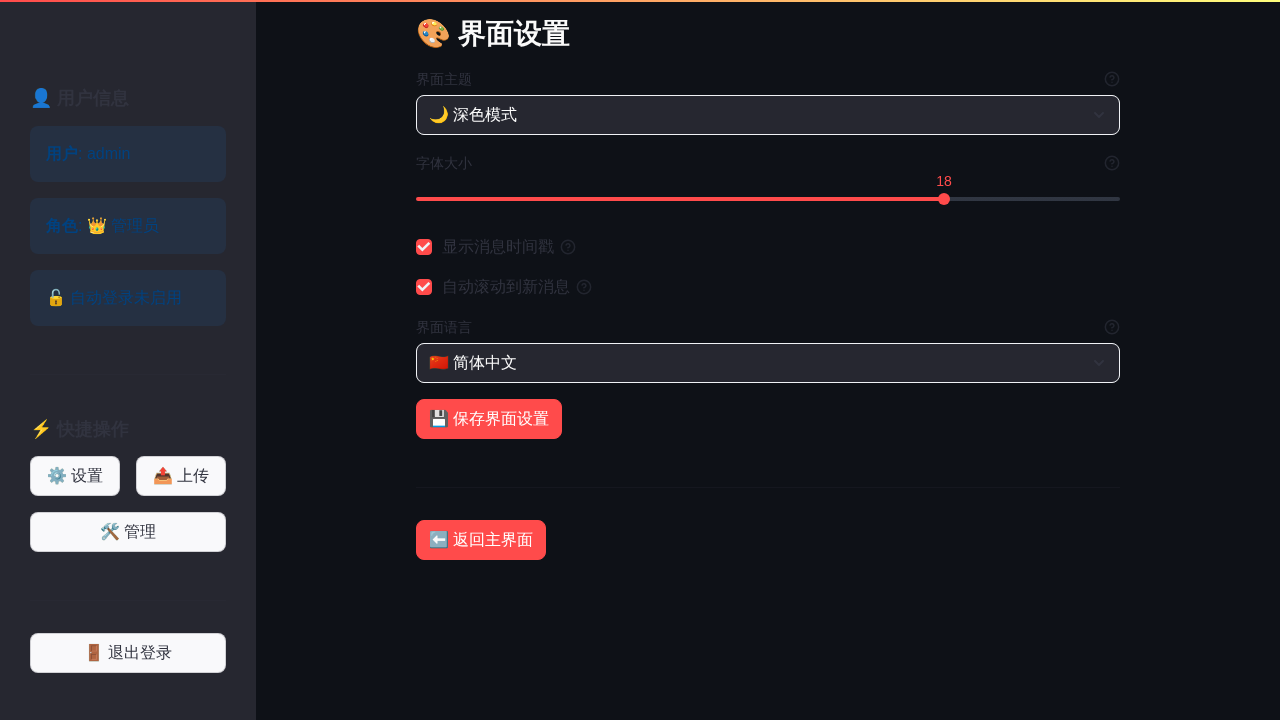 👤 用户信息
用户: admin
角色: 👑 管理员
🔓 自动登录未启用
⚡ 快捷操作
⚙️ 设置
📤 上传
🛠️ 管理
🚪 退出登录
🎨 界面设置
界面主题
🌙 深色模式
字体大小
18
显示消息时间戳
自动滚动到新消息
界面语言
🇨🇳 简体中文
💾 保存界面设置
⬅️ 返回主界面